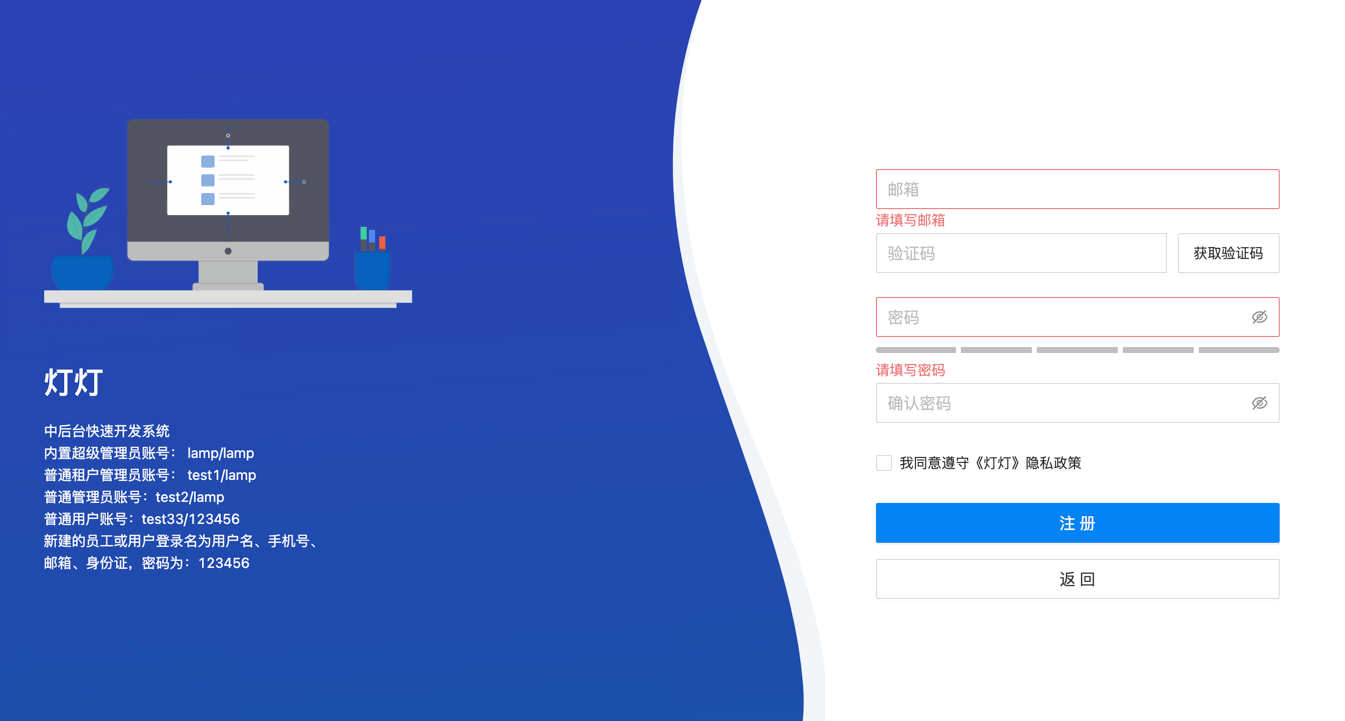 灯灯
中后台快速开发系统
内置超级管理员账号： lamp/lamp
普通租户管理员账号： test1/lamp
普通管理员账号：test2/lamp
普通用户账号：test33/123456
新建的员工或用户登录名为用户名、手机号、
邮箱、身份证，密码为：123456
邮箱
请填写邮箱
验证码 获取验证码
密码
请填写密码
确认密码
我同意遵守《灯灯》隐私政策
注 册
返 回